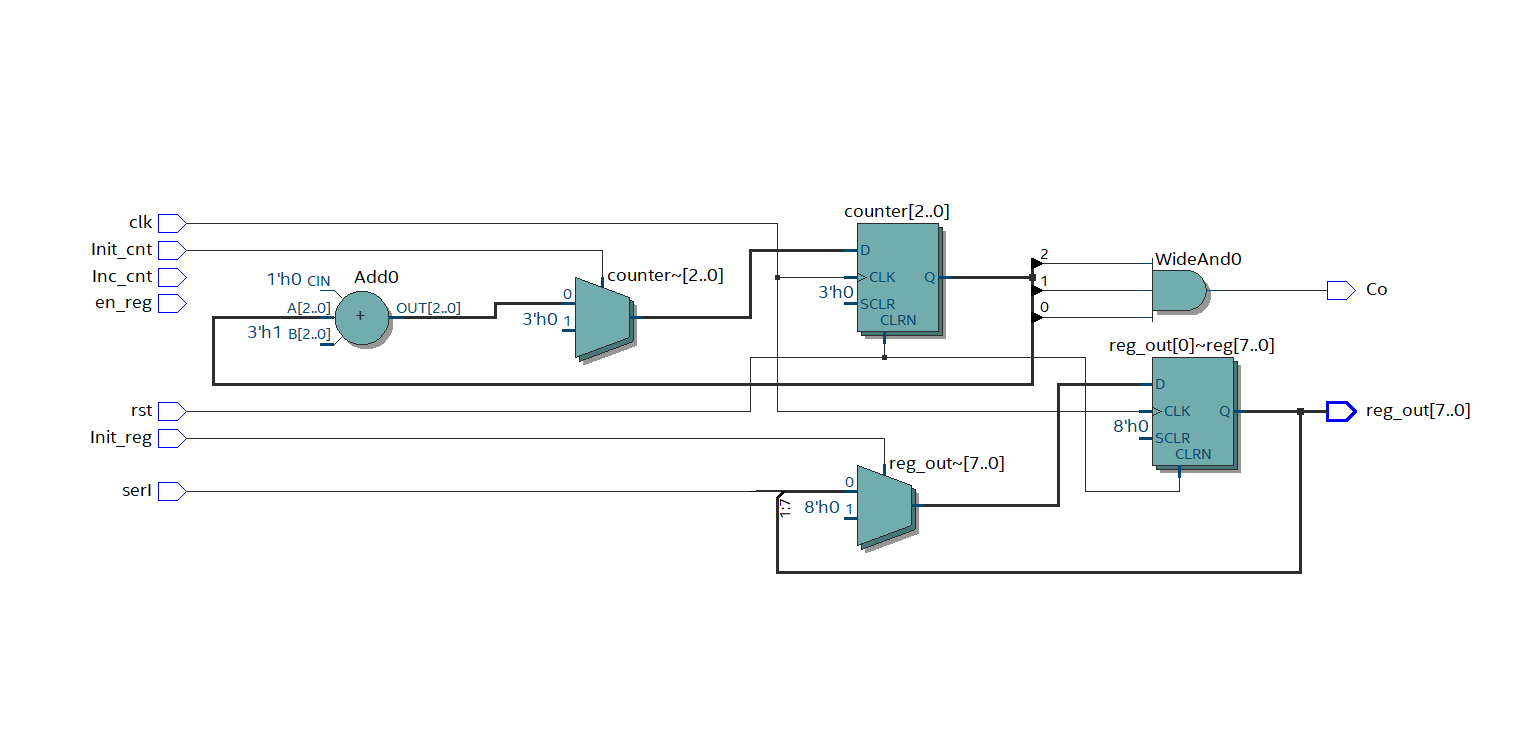 counter[2..0]
clk
Init_cnt
Inc_cnt
en_reg
1'h0 CIN
Add0
A[2..0]
+
OUT[2..0]
3'h1 B[2..0]
counter~[2..0]
0
3'h0 1
D
CLK
Q
3'h0
SCLR
CLRN
2
1
0
WideAnd0
Co
reg_out[0]~reg[7..0]
D
CLK
Q
8'h0
SCLR
CLRN
reg_out[7..0]
rst
Init_reg
serI
reg_out~[7..0]
0
1:7
8'h0 1